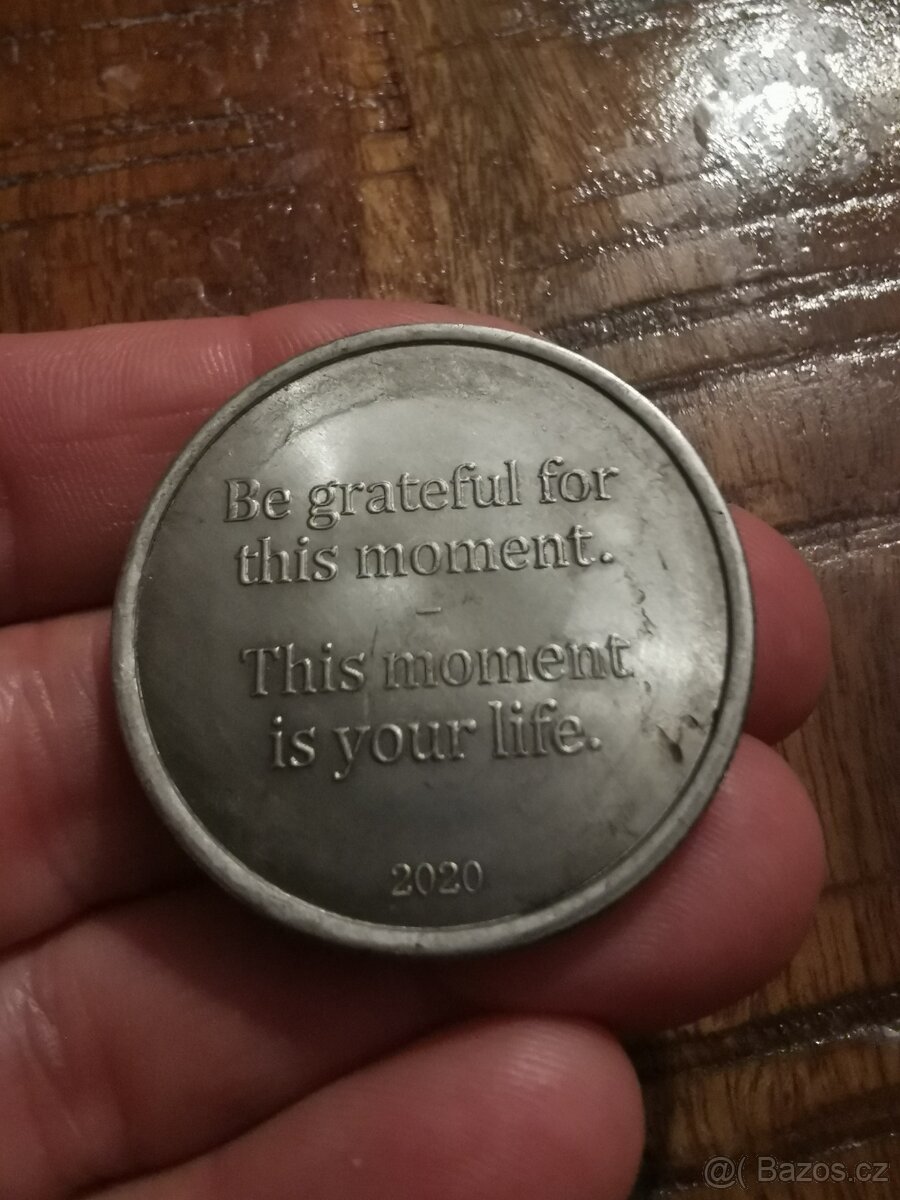 Be grateful for
this moment.
–
This moment
is your life.
2020
@( Bazos.cz